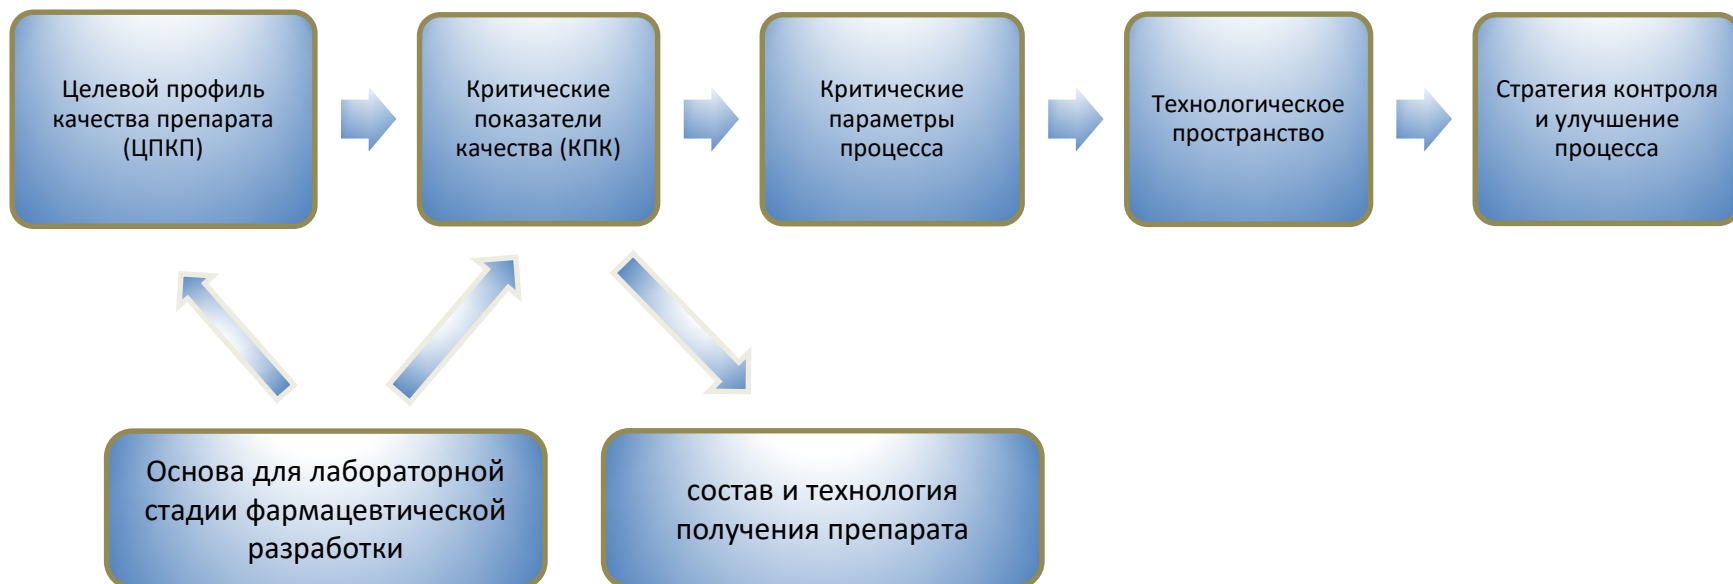 Целевой профиль
качества препарата
(ЦПКП)
Критические
показатели
качества (КПК)
Критические
параметры
процесса
Технологическое
пространство
Стратегия контроля
и улучшение
процесса
Основа для лабораторной
стадии фармацевтической
разработки
состав и технология
получения препарата